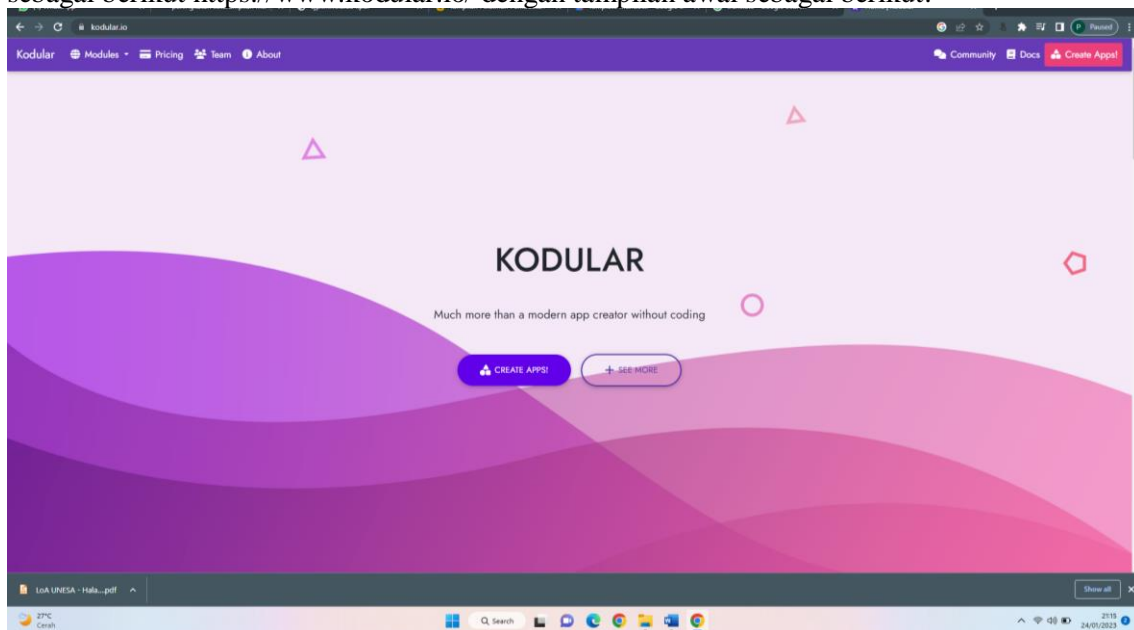 sebagai berikut https://www.kodular.io/ dengan tampilan awal sebagai berikut:
kodular.io
Paused
Kodular Modules Pricing Team About Community Docs Create Apps!
KODULAR
Much more than a modern app creator without coding
CREATE APPS! SEE MORE
LoA UNESA - Hala....pdf Show all
27°C
Cerah
Search
21:15
24/01/2023